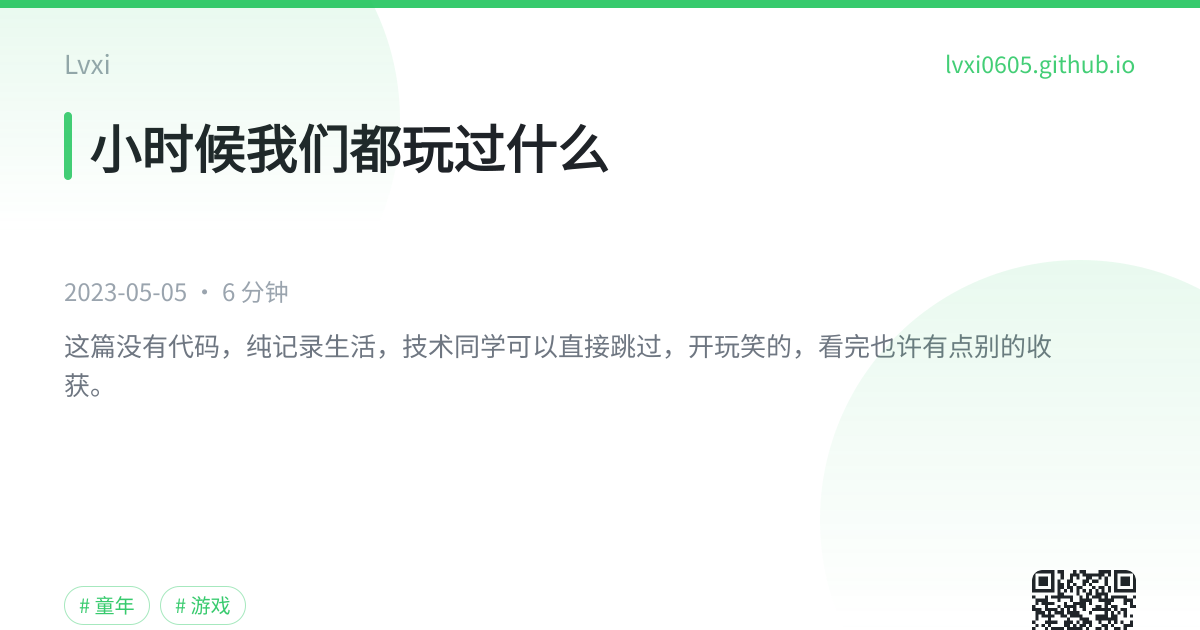 Lvxi
lvxi0605.github.io
小时候我们都玩过什么
2023-05-05 · 6 分钟
这篇没有代码，纯记录生活，技术同学可以直接跳过，开玩笑的，看完也许有点别的收
获。
# 童年
# 游戏